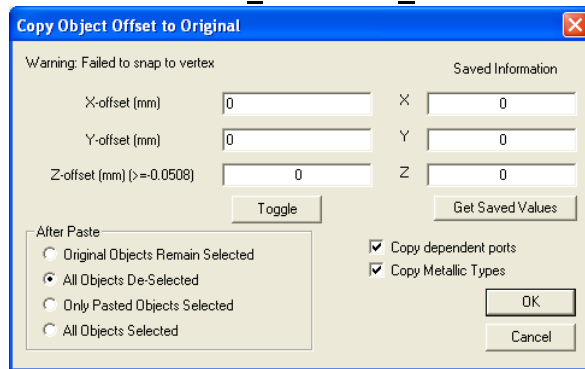 Copy Object Offset to Original
Warning: Failed to snap to vertex
Saved Information
X-offset (mm) 0 X 0
Y-offset (mm) 0 Y 0
Z-offset (mm) (>=-0.0508) 0 Z 0
Toggle Get Saved Values
After Paste
Original Objects Remain Selected
All Objects De-Selected
Only Pasted Objects Selected
All Objects Selected
Copy dependent ports
Copy Metallic Types
OK
Cancel